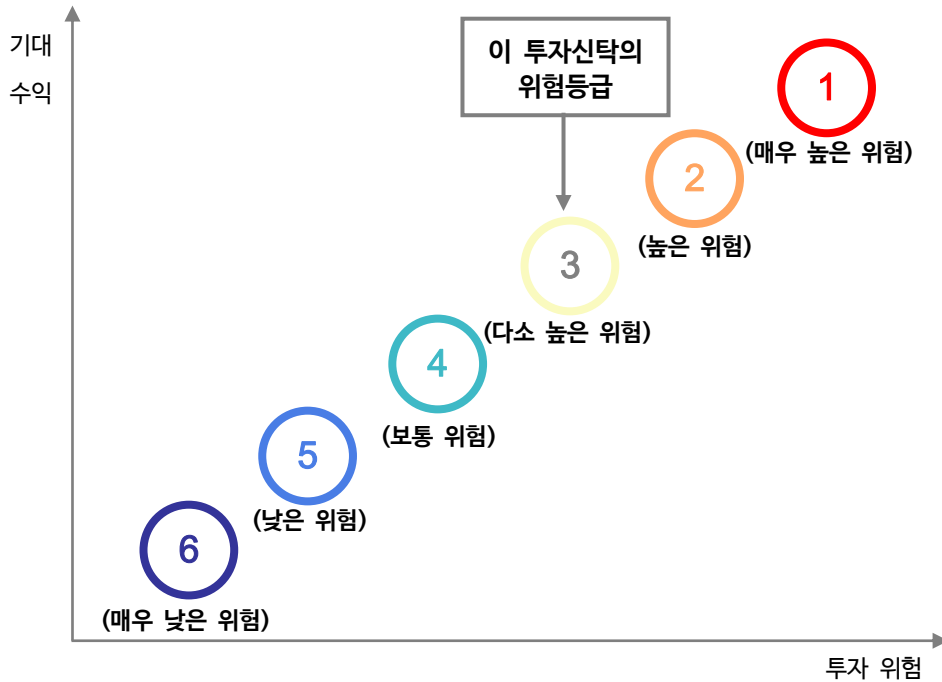 기대
수익
이 투자신탁의
위험등급
1
(매우 높은 위험)
2
(높은 위험)
3
(다소 높은 위험)
4
(보통 위험)
5
(낮은 위험)
6
(매우 낮은 위험)
투자 위험